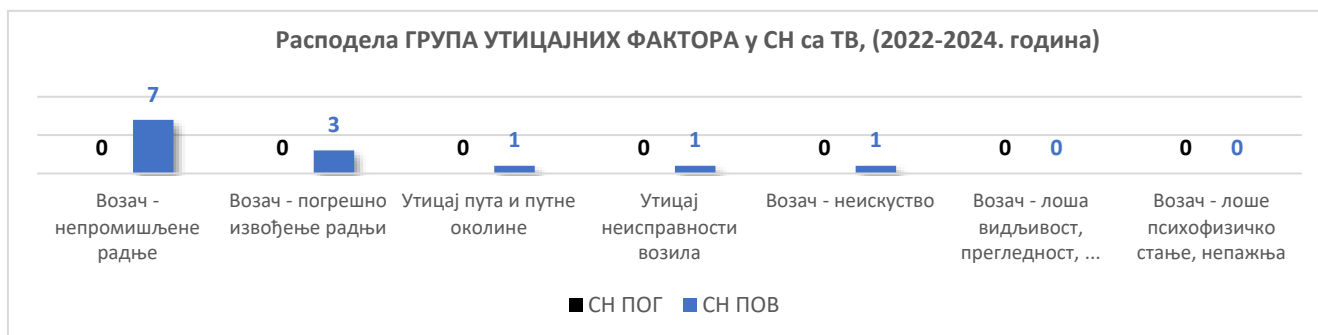 Расподела ГРУПА УТИЦАЈНИХ ФАКТОРА у СН са ТВ, (2022-2024. година)
0 7 0 3 0 1 0 1 0 1 0 0 0 0
Возач - непромишљене радње
Возач - погрешно извођење радњи
Утицај пута и путне околине
Утицај неисправности возила
Возач - неискуство
Возач - лоша видљивост, прегледност, ...
Возач - лоше психофизичко стање, непажња
СН ПОГ СН ПОВ